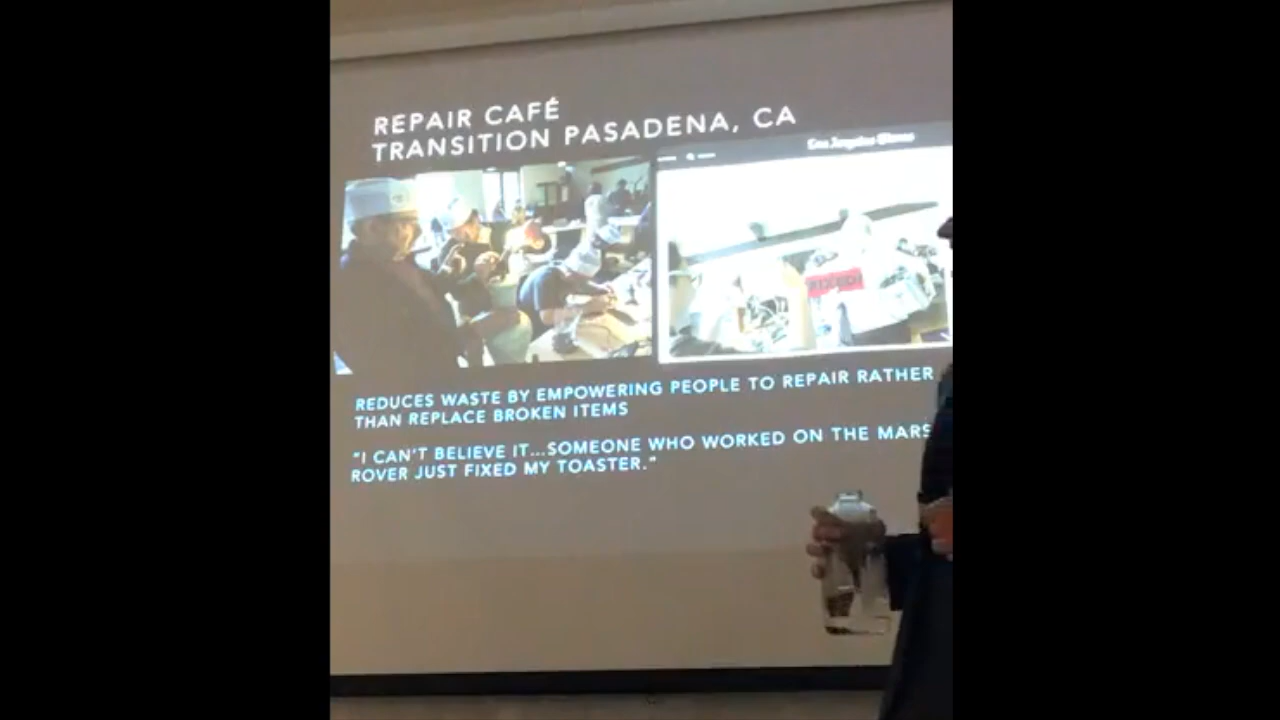 REPAIR CAFÉ
TRANSITION PASADENA, CA
Los Angeles Times
REDUCES WASTE BY EMPOWERING PEOPLE TO REPAIR RATHER
THAN REPLACE BROKEN ITEMS
"I CAN'T BELIEVE IT...SOMEONE WHO WORKED ON THE MARS
ROVER JUST FIXED MY TOASTER."